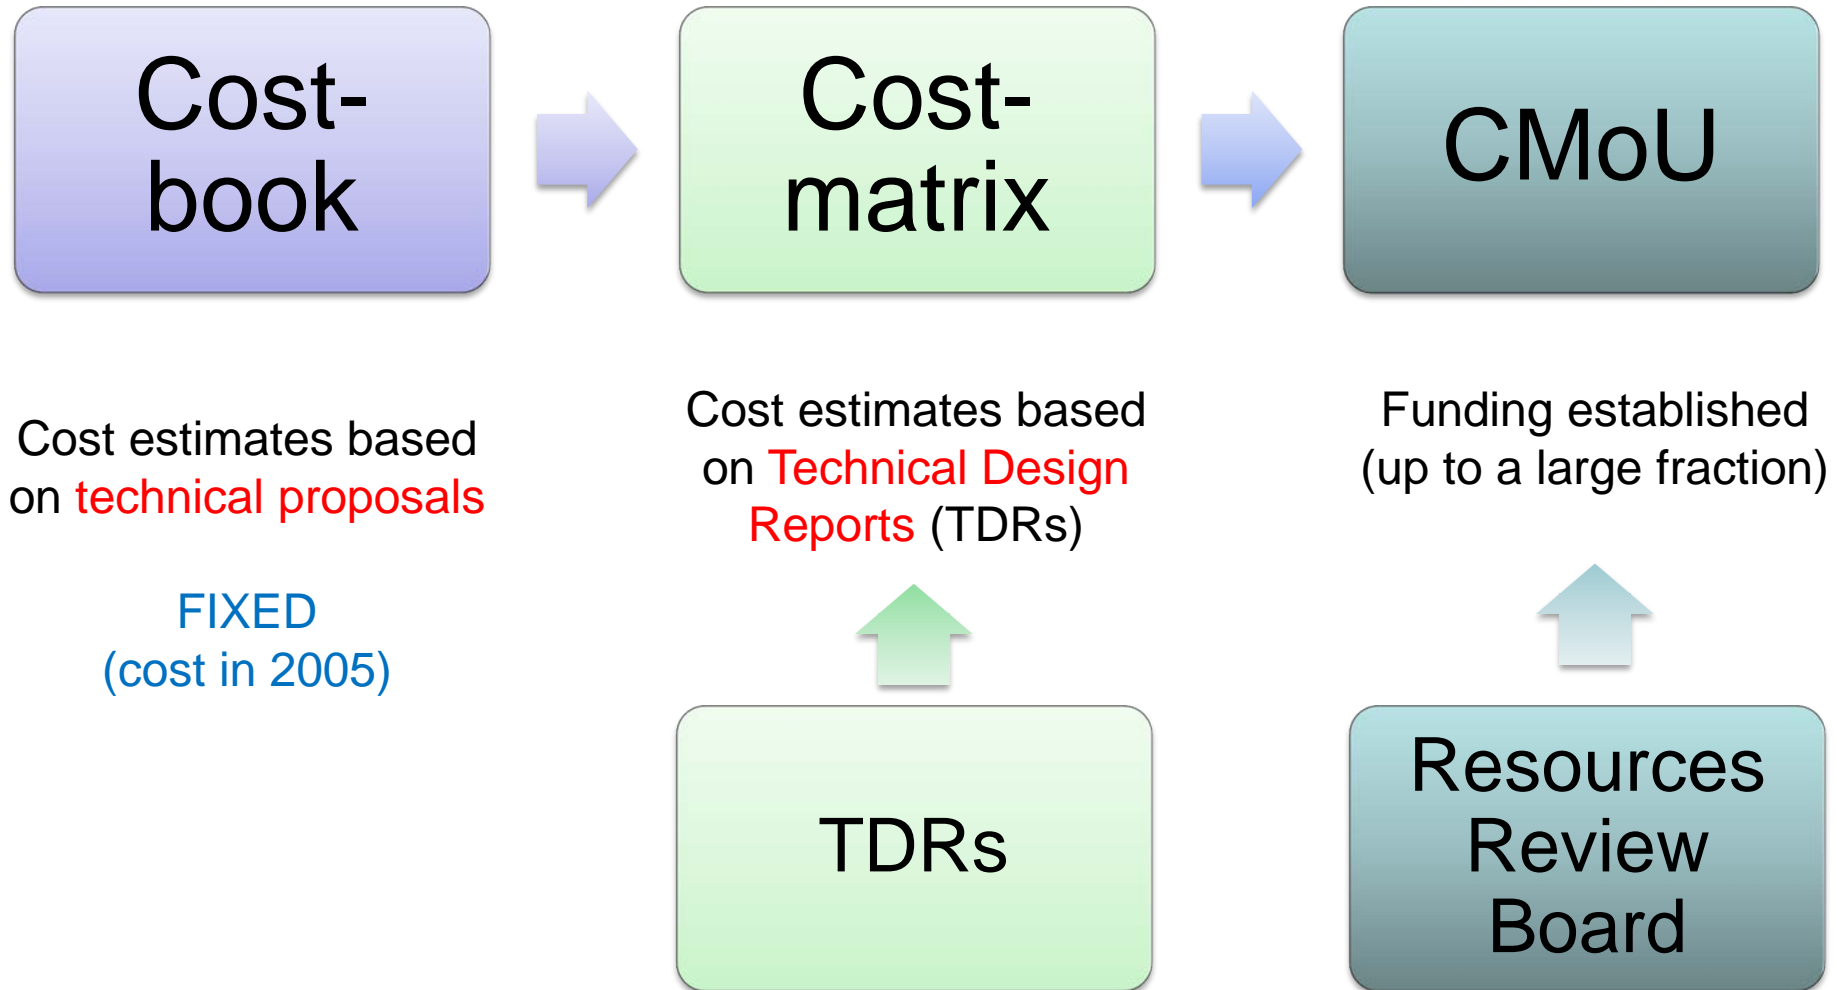 Cost-
book
Cost-
matrix
CMoU
Cost estimates based
on technical proposals
FIXED
(cost in 2005)
Cost estimates based
on Technical Design
Reports (TDRs)
Funding established
(up to a large fraction)
TDRs
Resources
Review
Board